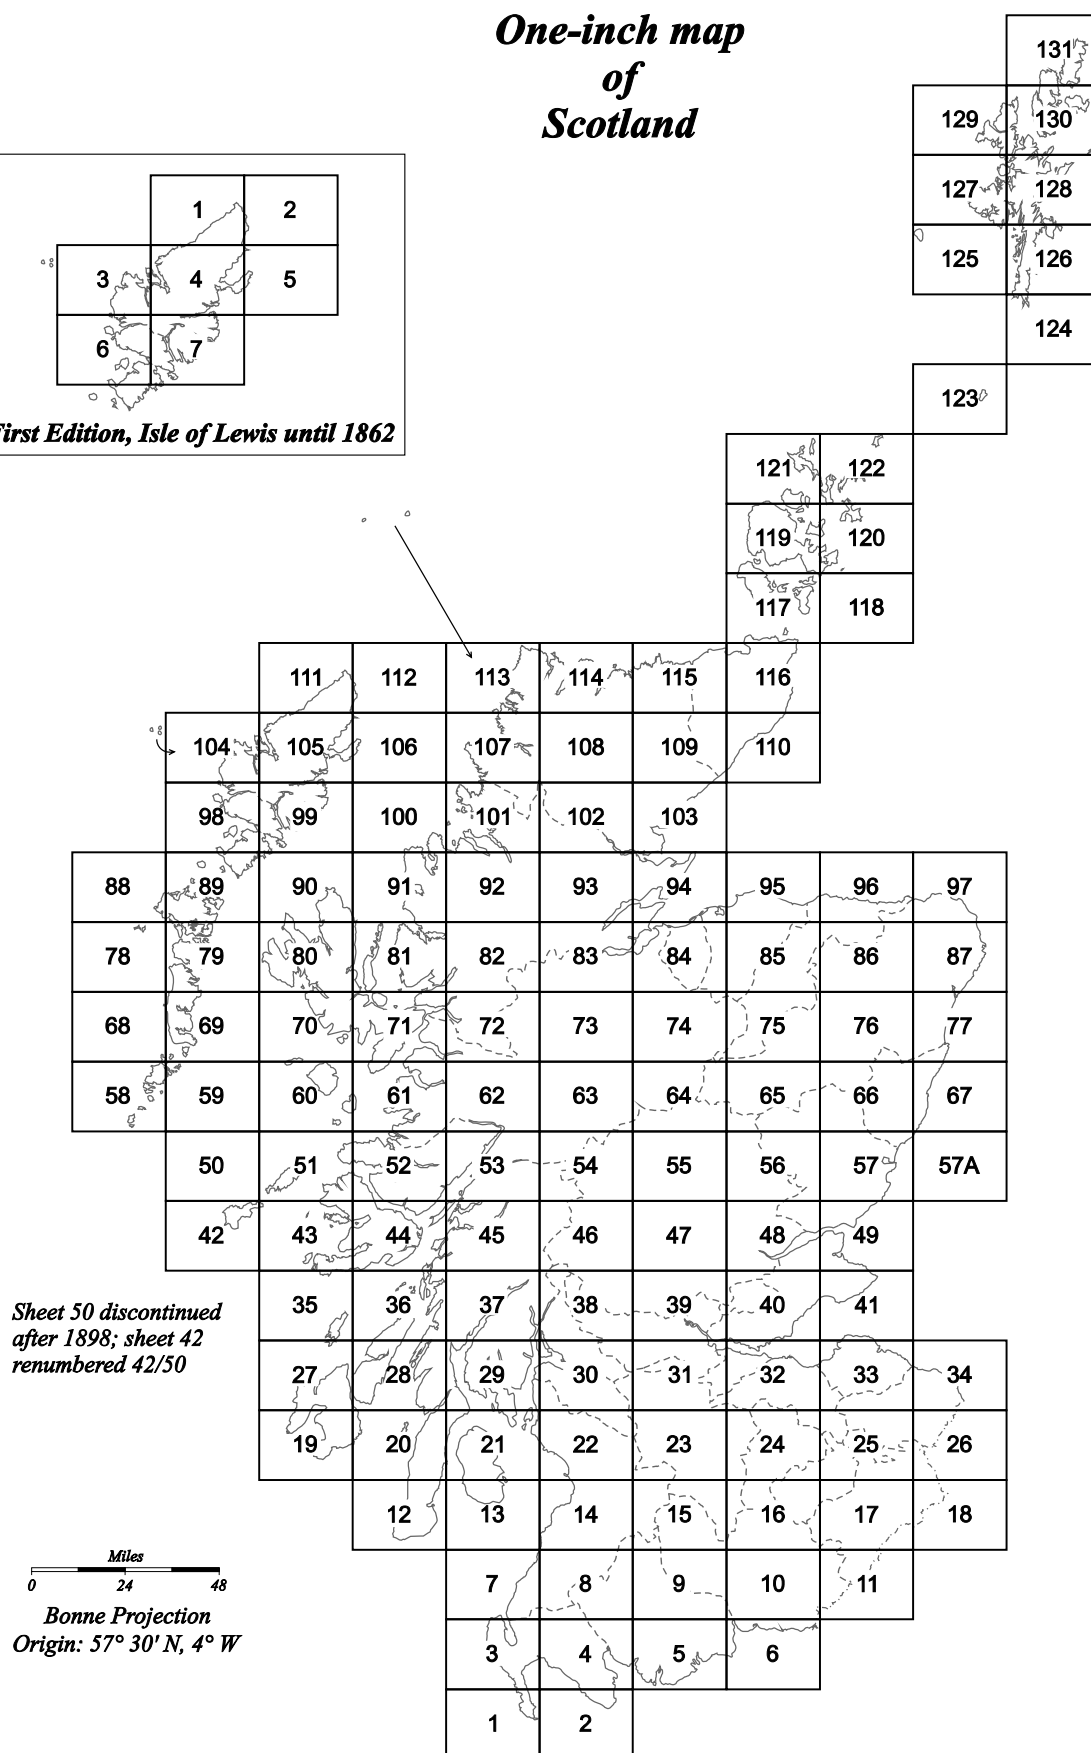 One-inch map
of
Scotland
131
129 130
127 128
125 126
124
123
1 2
3 4 5
6 7
First Edition, Isle of Lewis until 1862
121 122
119 120
117 118
111 112 113 114 115 116
104 105 106 107 108 109 110
98 99 100 101 102 103
88 89 90 91 92 93 94 95 96 97
78 79 80 81 82 83 84 85 86 87
68 69 70 71 72 73 74 75 76 77
58 59 60 61 62 63 64 65 66 67
50 51 52 53 54 55 56 57 57A
42 43 44 45 46 47 48 49
35 36 37 38 39 40 41
Sheet 50 discontinued
after 1898; sheet 42
renumbered 42/50
27 28 29 30 31 32 33 34
19 20 21 22 23 24 25 26
12 13 14 15 16 17 18
7 8 9 10 11
3 4 5 6
1 2
Miles
0 24 48
Bonne Projection
Origin: 57° 30' N, 4° W